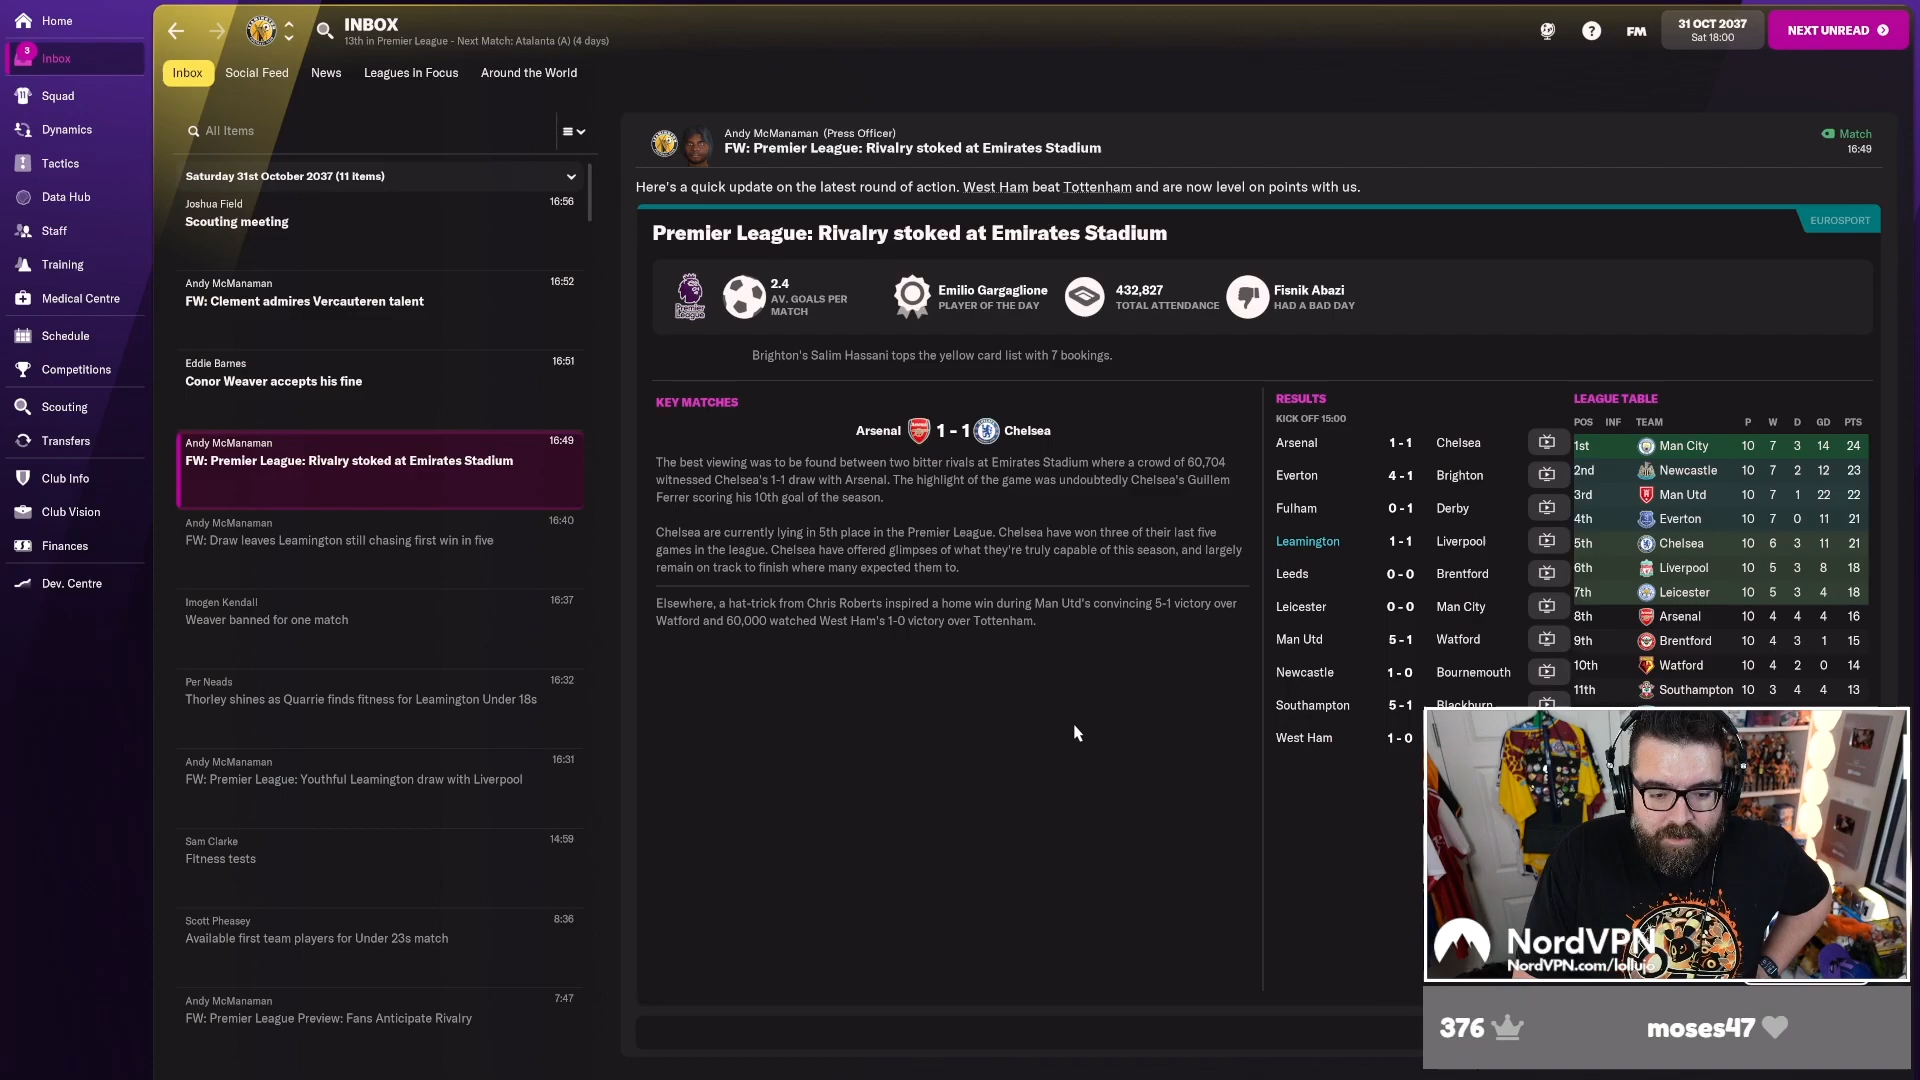 Home
3
Inbox
Squad
Dynamics
Tactics
Data Hub
Staff
Training
Medical Centre
Schedule
Competitions
Scouting
Transfers
Club Info
Club Vision
Finances
Dev. Centre
INBOX
13th in Premier League - Next Match: Atalanta (A) (4 days)
FM
31 OCT 2037
Sat 18:00
NEXT UNREAD
Inbox Social Feed News Leagues in Focus Around the World
All Items
Saturday 31st October 2037 (11 items)
Joshua Field 16:56
Scouting meeting
Andy McManaman 16:52
FW: Clement admires Vercauteren talent
Eddie Barnes 16:51
Conor Weaver accepts his fine
Andy McManaman 16:49
FW: Premier League: Rivalry stoked at Emirates Stadium
Andy McManaman 16:40
FW: Draw leaves Leamington still chasing first win in five
Imogen Kendall 16:37
Weaver banned for one match
Per Neads 16:32
Thorley shines as Quarrie finds fitness for Leamington Under 18s
Andy McManaman 16:31
FW: Premier League: Youthful Leamington draw with Liverpool
Sam Clarke 14:59
Fitness tests
Scott Pheasey 8:36
Available first team players for Under 23s match
Andy McManaman 7:47
FW: Premier League Preview: Fans Anticipate Rivalry
Andy McManaman (Press Officer)
FW: Premier League: Rivalry stoked at Emirates Stadium
Match
16:49
Here's a quick update on the latest round of action. West Ham beat Tottenham and are now level on points with us.
EUROSPORT
Premier League: Rivalry stoked at Emirates Stadium
Premier League
2.4
AV. GOALS PER
MATCH
Emilio Gargaglione
PLAYER OF THE DAY
432,827
TOTAL ATTENDANCE
Fisnik Abazi
HAD A BAD DAY
Brighton's Salim Hassani tops the yellow card list with 7 bookings.
KEY MATCHES
Arsenal 1 - 1 Chelsea
The best viewing was to be found between two bitter rivals at Emirates Stadium where a crowd of 60,704
witnessed Chelsea's 1-1 draw with Arsenal. The highlight of the game was undoubtedly Chelsea's Guillem
Ferrer scoring his 10th goal of the season.
Chelsea are currently lying in 5th place in the Premier League. Chelsea have won three of their last five
games in the league. Chelsea have offered glimpses of what they're truly capable of this season, and largely
remain on track to finish where many expected them to.
Elsewhere, a hat-trick from Chris Roberts inspired a home win during Man Utd's convincing 5-1 victory over
Watford and 60,000 watched West Ham's 1-0 victory over Tottenham.
RESULTS
KICK OFF 15:00
Arsenal 1 - 1 Chelsea
Everton 4 - 1 Brighton
Fulham 0 - 1 Derby
Leamington 1 - 1 Liverpool
Leeds 0 - 0 Brentford
Leicester 0 - 0 Man City
Man Utd 5 - 1 Watford
Newcastle 1 - 0 Bournemouth
Southampton 5 - 1 Blackburn
West Ham 1 - 0
LEAGUE TABLE
POS INF TEAM P W D GD PTS
1st Man City 10 7 3 14 24
2nd Newcastle 10 7 2 12 23
3rd Man Utd 10 7 1 22 22
4th Everton 10 7 0 11 21
5th Chelsea 10 6 3 11 21
6th Liverpool 10 5 3 8 18
7th Leicester 10 5 3 4 18
8th Arsenal 10 4 4 4 16
9th Brentford 10 4 3 1 15
10th Watford 10 4 2 0 14
11th Southampton 10 3 4 4 13
NordVPN
NordVPN.com/lollujo
376
moses47